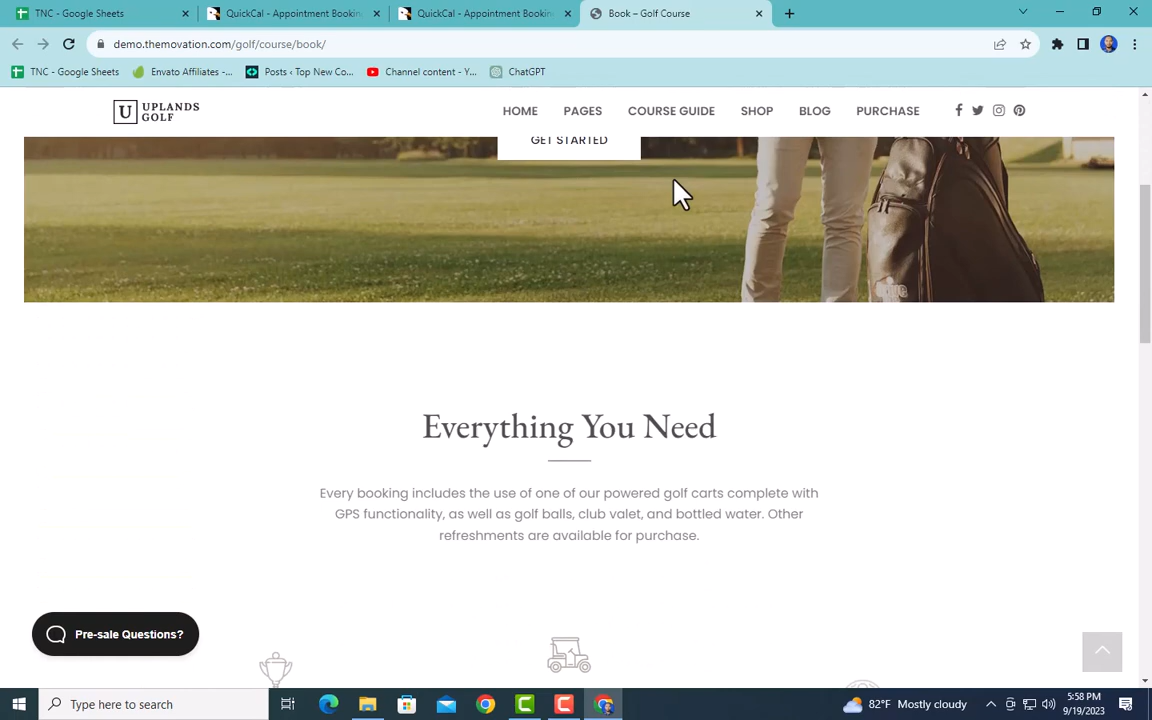 TNC - Google Sheets
QuickCal - Appointment Bookin
QuickCal - Appointment Bookin
Book – Golf Course
demo.themovation.com/golf/course/book/
TNC - Google Sheets
Envato Affiliates -...
Posts ‹ Top New Co...
Channel content - Y...
ChatGPT
U UPLANDS
GOLF
HOME
PAGES
COURSE GUIDE
SHOP
BLOG
PURCHASE
GET STARTED
Everything You Need
Every booking includes the use of one of our powered golf carts complete with
GPS functionality, as well as golf balls, club valet, and bottled water. Other
refreshments are available for purchase.
Pre-sale Questions?
Type here to search
82°F Mostly cloudy
5:58 PM
9/19/2023